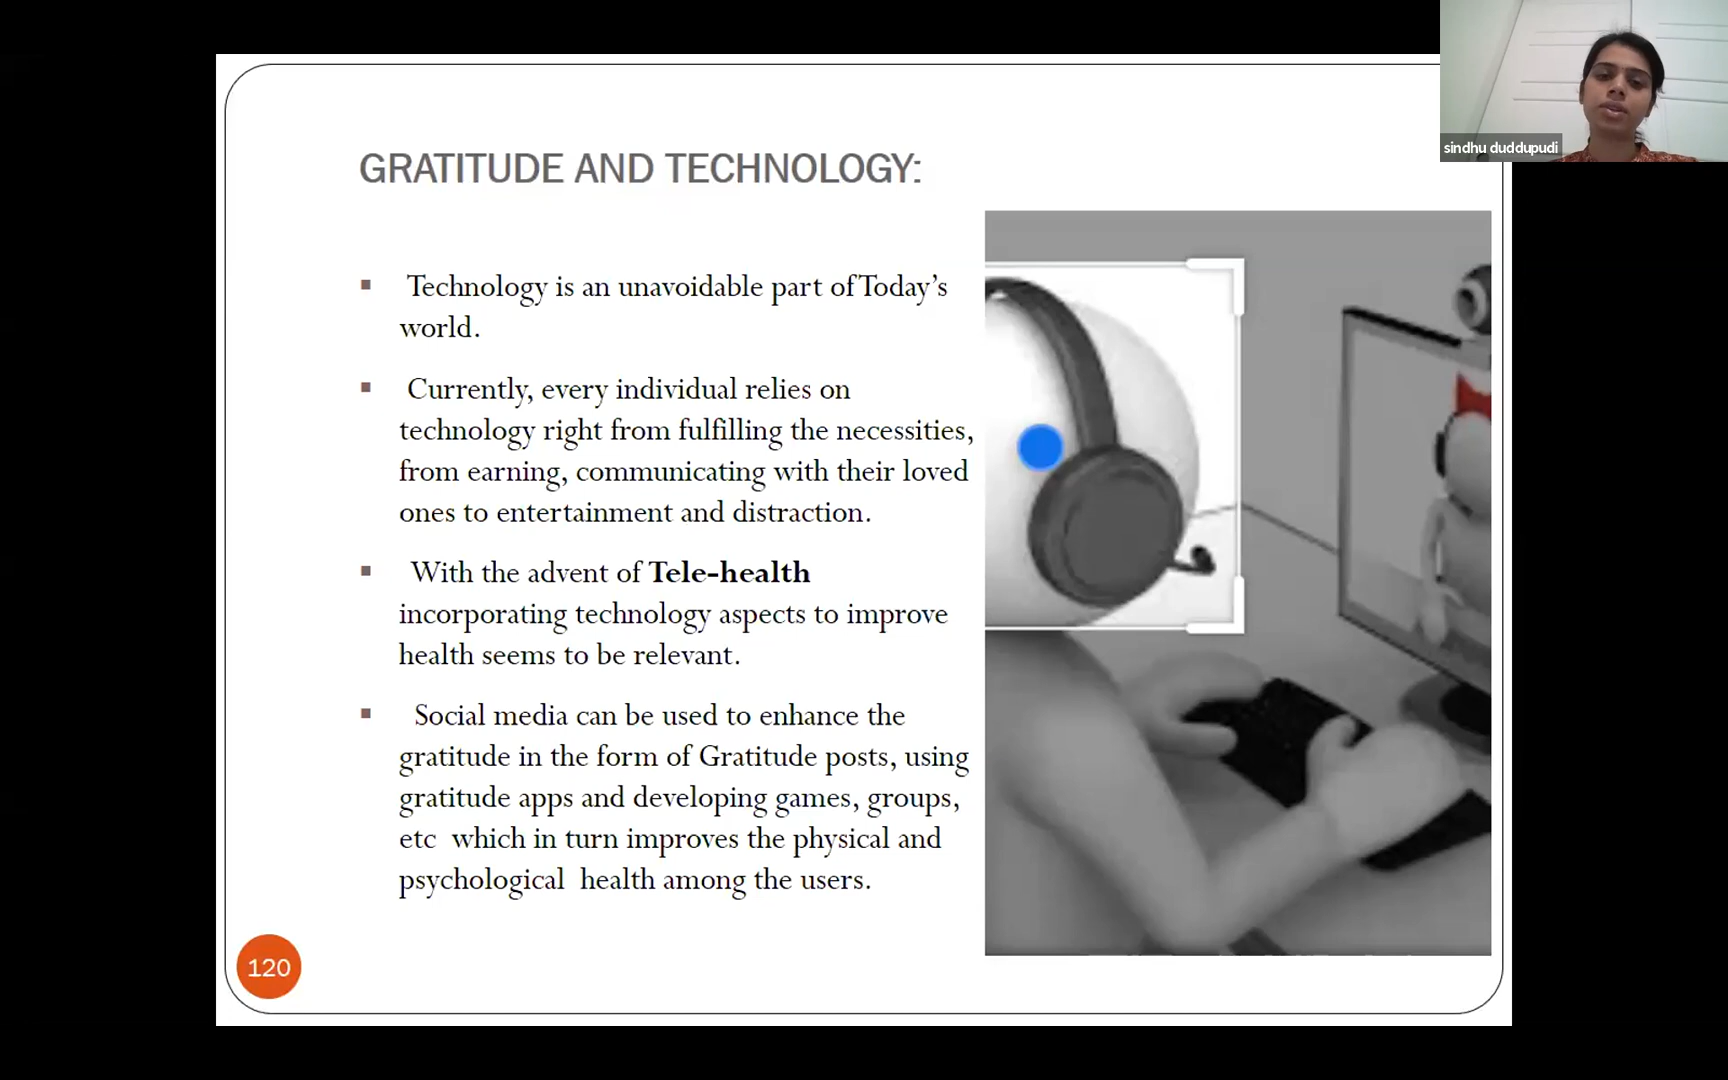 sindhu duddupudi
GRATITUDE AND TECHNOLOGY:
▪ Technology is an unavoidable part of Today’s
world.
▪ Currently, every individual relies on
technology right from fulfilling the necessities,
from earning, communicating with their loved
ones to entertainment and distraction.
▪ With the advent of Tele-health
incorporating technology aspects to improve
health seems to be relevant.
▪ Social media can be used to enhance the
gratitude in the form of Gratitude posts, using
gratitude apps and developing games, groups,
etc which in turn improves the physical and
psychological health among the users.
120